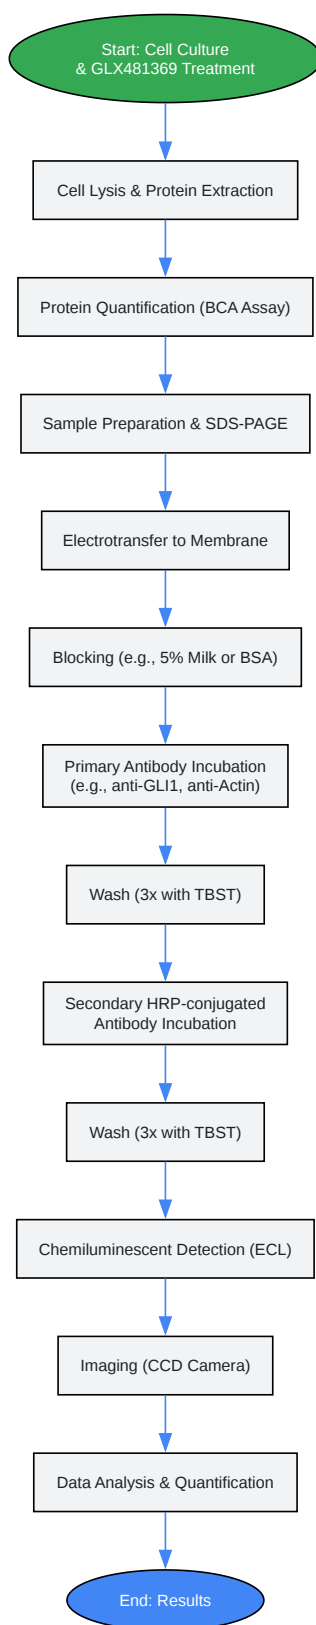 Start: Cell Culture
& GLX481369 Treatment
Cell Lysis & Protein Extraction
Protein Quantification (BCA Assay)
Sample Preparation & SDS-PAGE
Electrotransfer to Membrane
Blocking (e.g., 5% Milk or BSA)
Primary Antibody Incubation
(e.g., anti-GLI1, anti-Actin)
Wash (3x with TBST)
Secondary HRP-conjugated
Antibody Incubation
Wash (3x with TBST)
Chemiluminescent Detection (ECL)
Imaging (CCD Camera)
Data Analysis & Quantification
End: Results